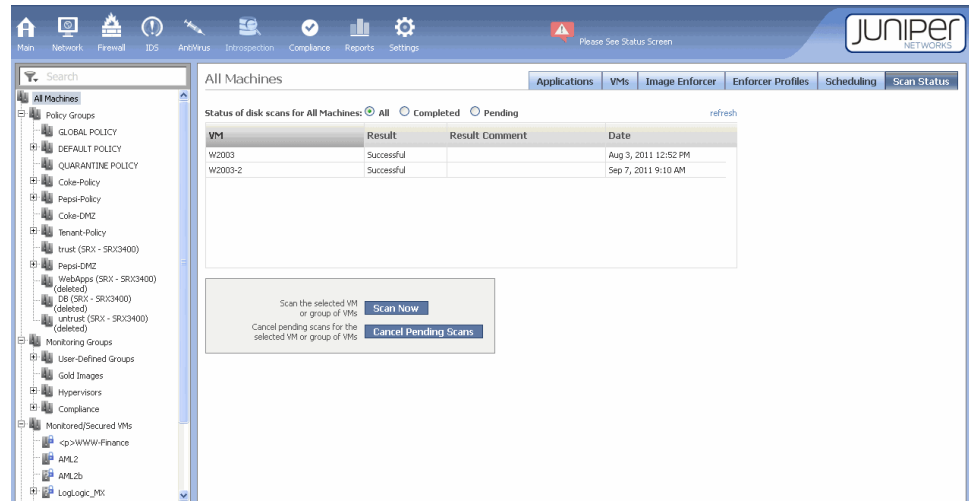 Main Network Firewall IDS AntiVirus Introspection Compliance Reports Settings
Please See Status Screen
JUNIPER
NETWORKS
Search
All Machines
Policy Groups
GLOBAL POLICY
DEFAULT POLICY
QUARANTINE POLICY
Coke-Policy
Pepsi-Policy
Coke-DMZ
Tenant-Policy
trust (SRX - SRX3400)
Pepsi-DMZ
WebApps (SRX - SRX3400)
(deleted)
DB (SRX - SRX3400)
(deleted)
untrust (SRX - SRX3400)
(deleted)
Monitoring Groups
User-Defined Groups
Gold Images
Hypervisors
Compliance
Monitored/Secured VMs
<p>WWW-Finance
AML2
AML2b
LogLogic_MX
All Machines
Applications VMs Image Enforcer Enforcer Profiles Scheduling Scan Status
Status of disk scans for All Machines: All Completed Pending refresh
VM Result Result Comment Date
W2003 Successful Aug 3, 2011 12:52 PM
W2003-2 Successful Sep 7, 2011 9:10 AM
Scan the selected VM
or group of VMs
Scan Now
Cancel pending scans for the
selected VM or group of VMs
Cancel Pending Scans